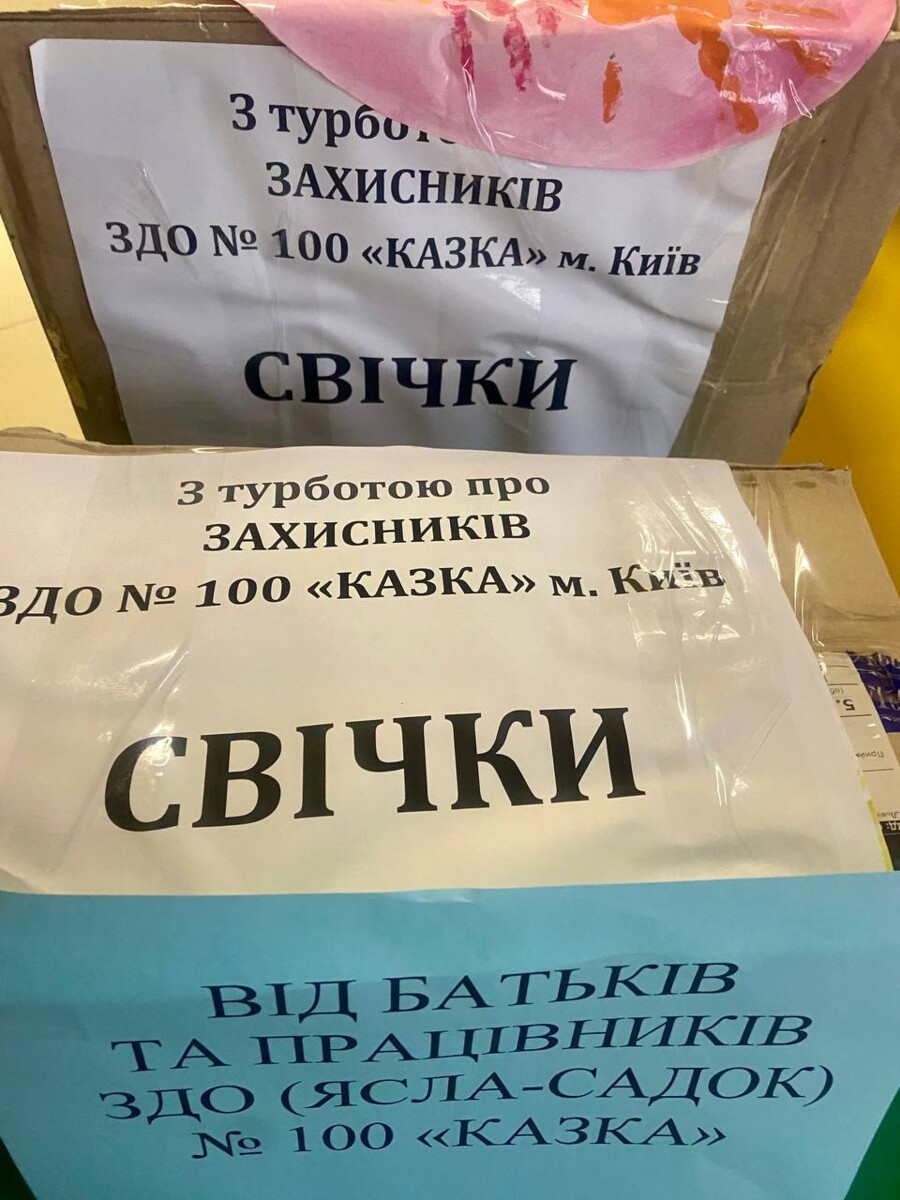 З
ЗАХИСНИКІВ
ЗДО № 100 «КАЗКА» м. Київ
СВІЧКИ
З турботою про
ЗАХИСНИКІВ
ЗДО № 100 «КАЗКА» м. Київ
СВІЧКИ
ВІД БАТЬКІВ
ТА ПРАЦІВНИКІВ
ЗДО (ЯСЛА-САДОК)
№ 100 «КАЗКА»